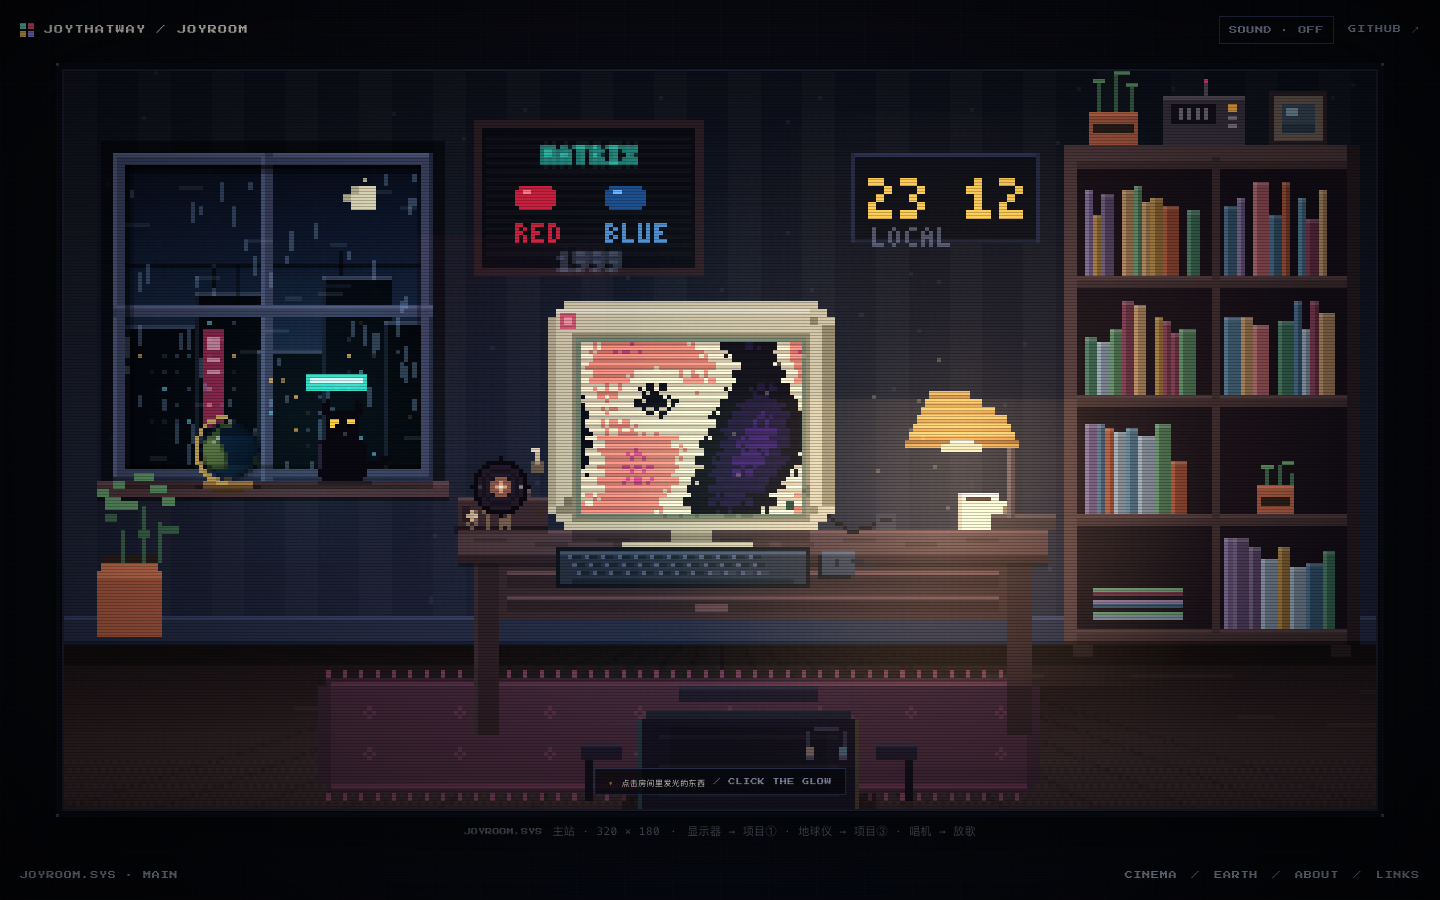 JOYTHATWAY / JOYROOM
SOUND · OFF
GITHUB ↗
MATRIX
RED BLUE
1999
23 12
LOCAL
点击房间里发光的东西 / CLICK THE GLOW
JOYROOM.SYS 主站 · 320 × 180 · 显示器 → 项目① · 地球仪 → 项目③ · 唱机 → 放歌
JOYROOM.SYS · MAIN
CINEMA / EARTH / ABOUT / LINKS